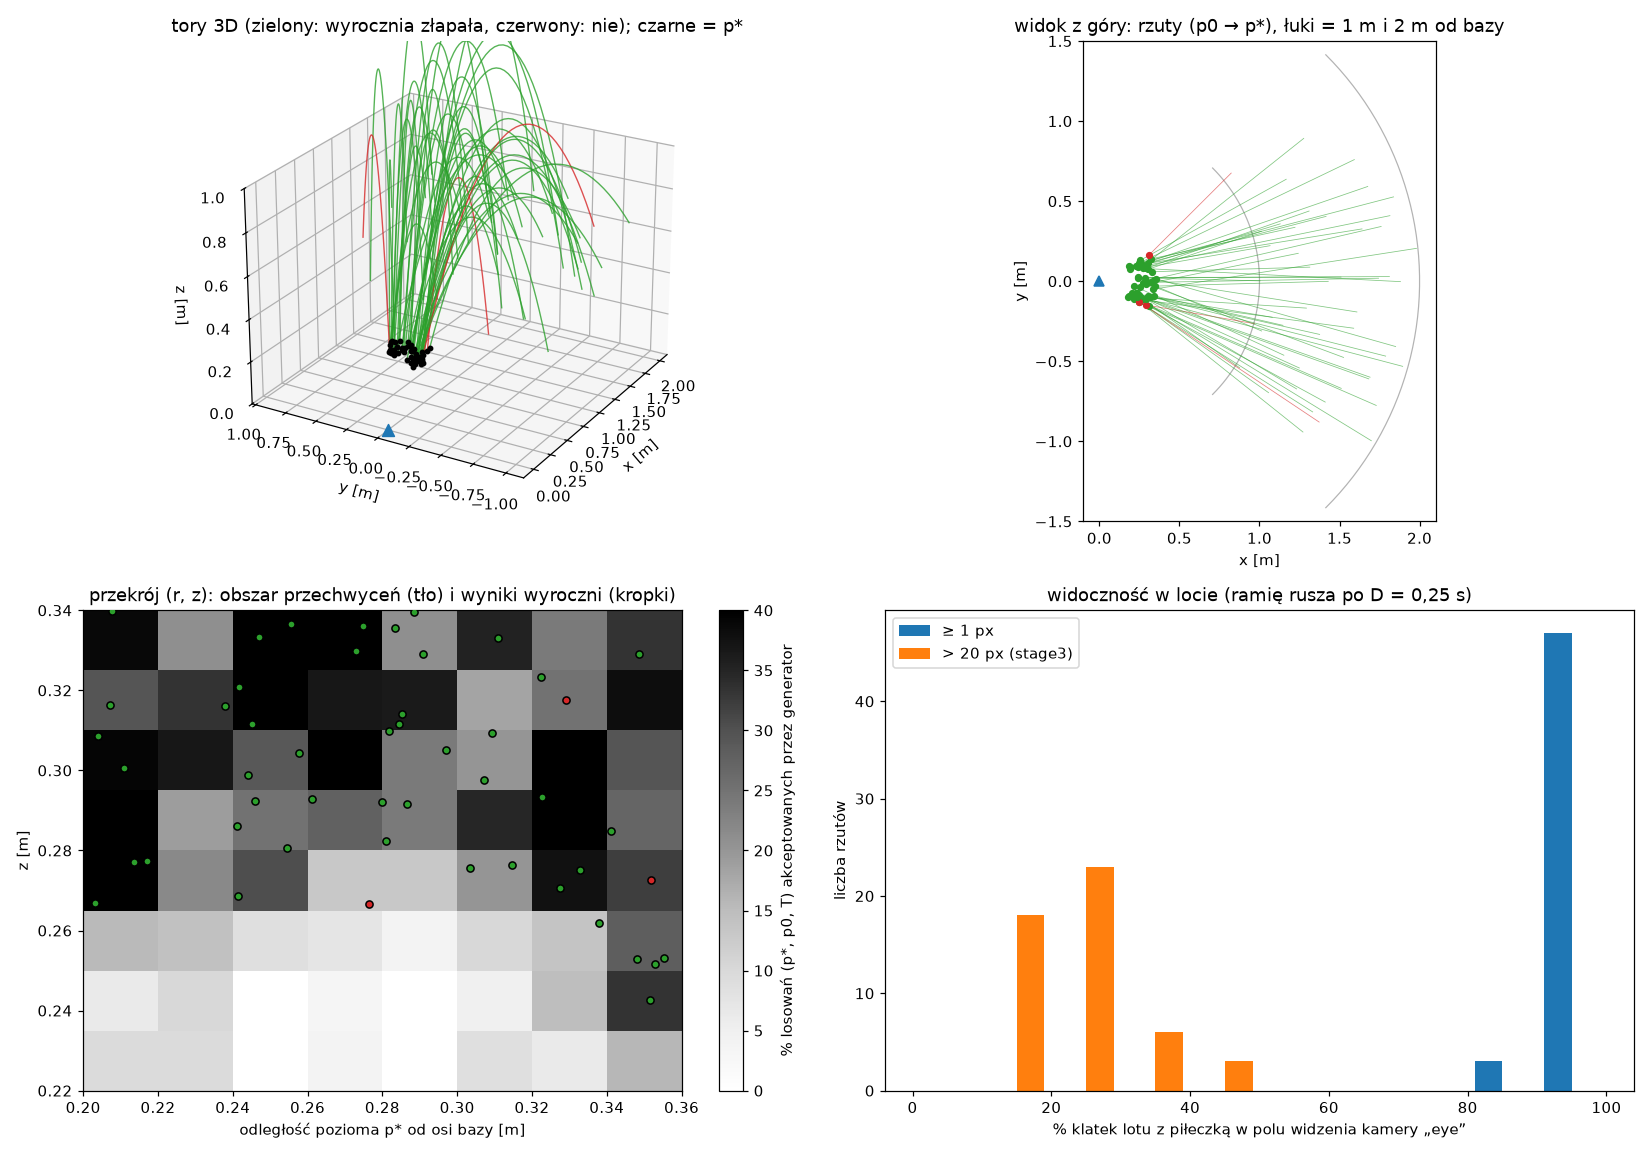 tory 3D (zielony: wyrocznia złapała, czerwony: nie); czarne = p*
1.0
0.8
0.6
0.4
0.2
0.0
z [m]
1.00
0.75
0.50
0.25
0.00
−0.25
−0.50
−0.75
−1.00
y [m]
2.00
1.75
1.50
1.25
1.00
0.75
0.50
0.25
0.00
x [m]
widok z góry: rzuty (p0 → p*), łuki = 1 m i 2 m od bazy
1.5
1.0
0.5
0.0
−0.5
−1.0
−1.5
y [m]
0.0 0.5 1.0 1.5 2.0
x [m]
przekrój (r, z): obszar przechwyceń (tło) i wyniki wyroczni (kropki)
0.34
0.32
0.30
0.28
0.26
0.24
0.22
z [m]
0.20 0.22 0.24 0.26 0.28 0.30 0.32 0.34 0.36
odległość pozioma p* od osi bazy [m]
40
35
30
25
20
15
10
5
0
% losowań (p*, p0, T) akceptowanych przez generator
widoczność w locie (ramię rusza po D = 0,25 s)
≥ 1 px
> 20 px (stage3)
40
30
20
10
0
liczba rzutów
0 20 40 60 80 100
% klatek lotu z piłeczką w polu widzenia kamery „eye”